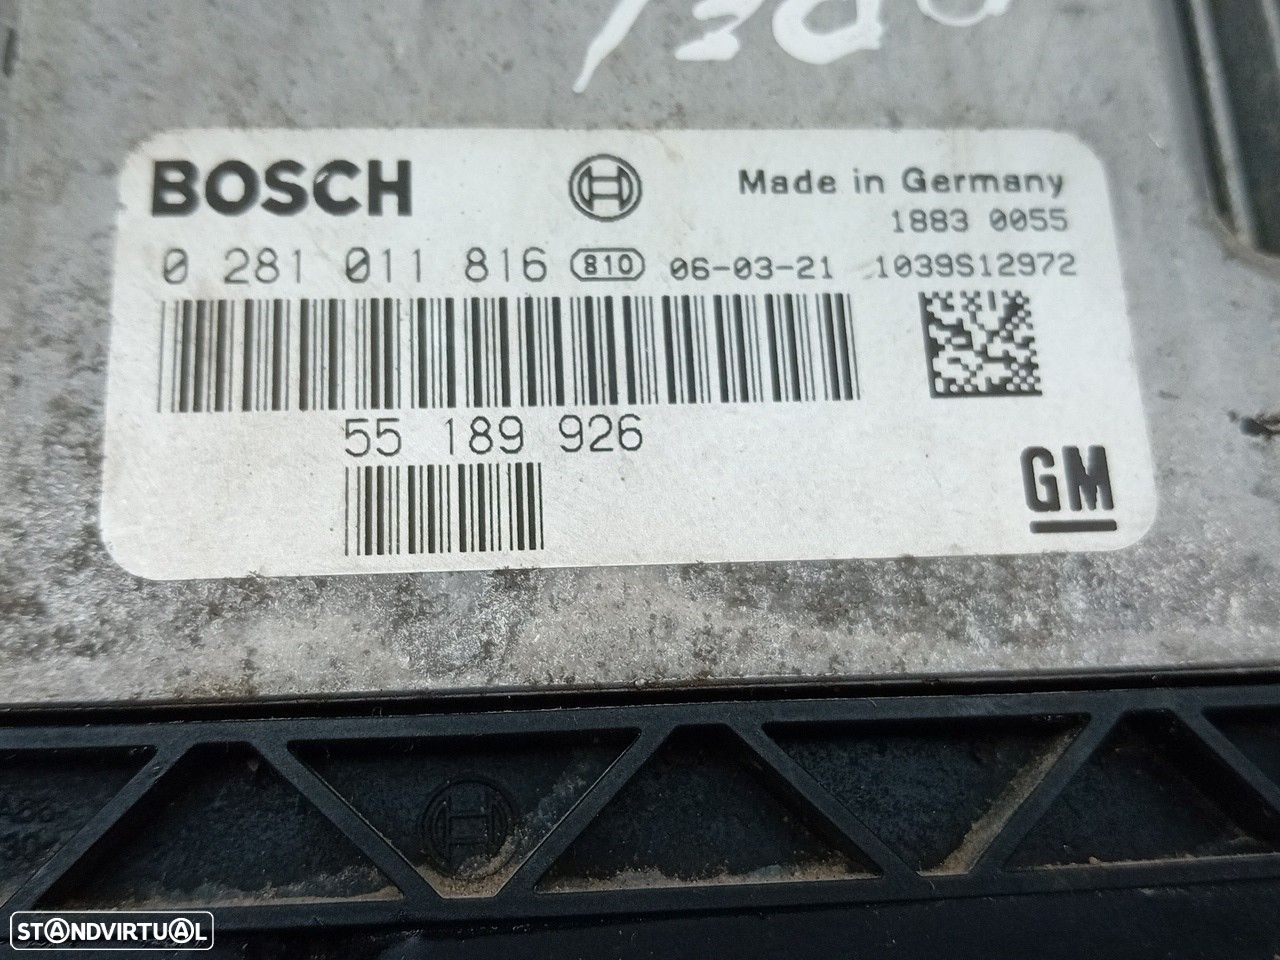 BOSCH
Made in Germany
1883 0055
0 281 011 816 810 06-03-21 1039S12972
55 189 926
GM
STANDVIRTUAL